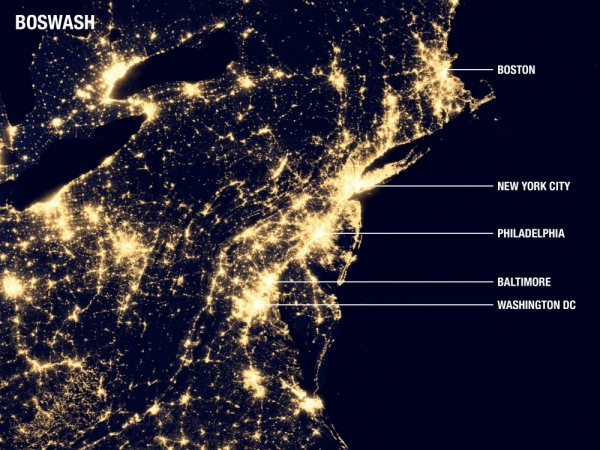 BOSWASH
BOSTON
NEW YORK CITY
PHILADELPHIA
BALTIMORE
WASHINGTON DC